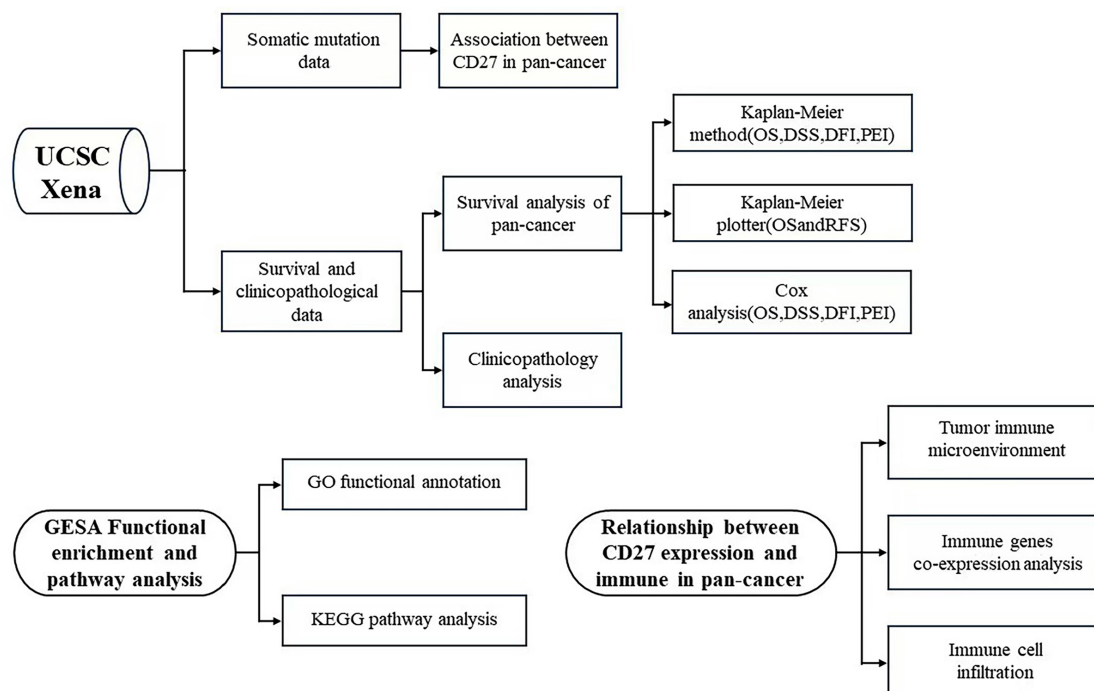 Somatic mutation
data
Association between
CD27 in pan-cancer
UCSC
Xena
Survival and
clinicopathological
data
Survival analysis of
pan-cancer
Clinicopathology
analysis
Kaplan-Meier
method(OS,DSS,DFI,PEI)
Kaplan-Meier
plotter(OSandRFS)
Cox
analysis(OS,DSS,DFI,PEI)
GESA Functional
enrichment and
pathway analysis
GO functional annotation
KEGG pathway analysis
Relationship between
CD27 expression and
immune in pan-cancer
Tumor immune
microenvironment
Immune genes
co-expression analysis
Immune cell
infiltration